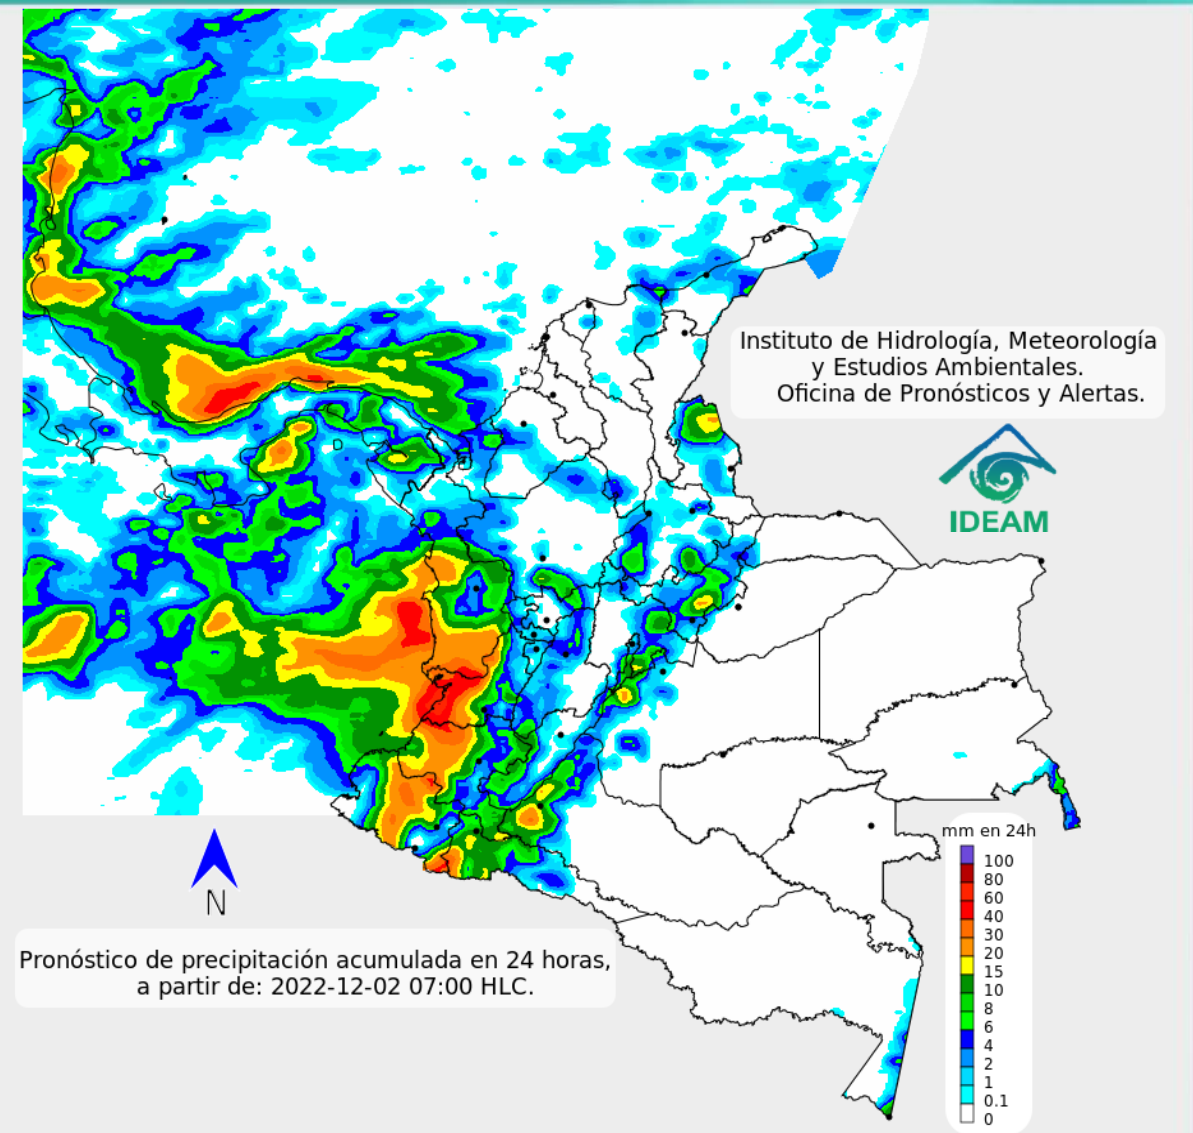 Instituto de Hidrología, Meteorología
y Estudios Ambientales.
Oficina de Pronósticos y Alertas.
IDEAM
N
Pronóstico de precipitación acumulada en 24 horas,
a partir de: 2022-12-02 07:00 HLC.
mm en 24h
100
80
60
40
30
20
15
10
8
6
4
2
1
0.1
0